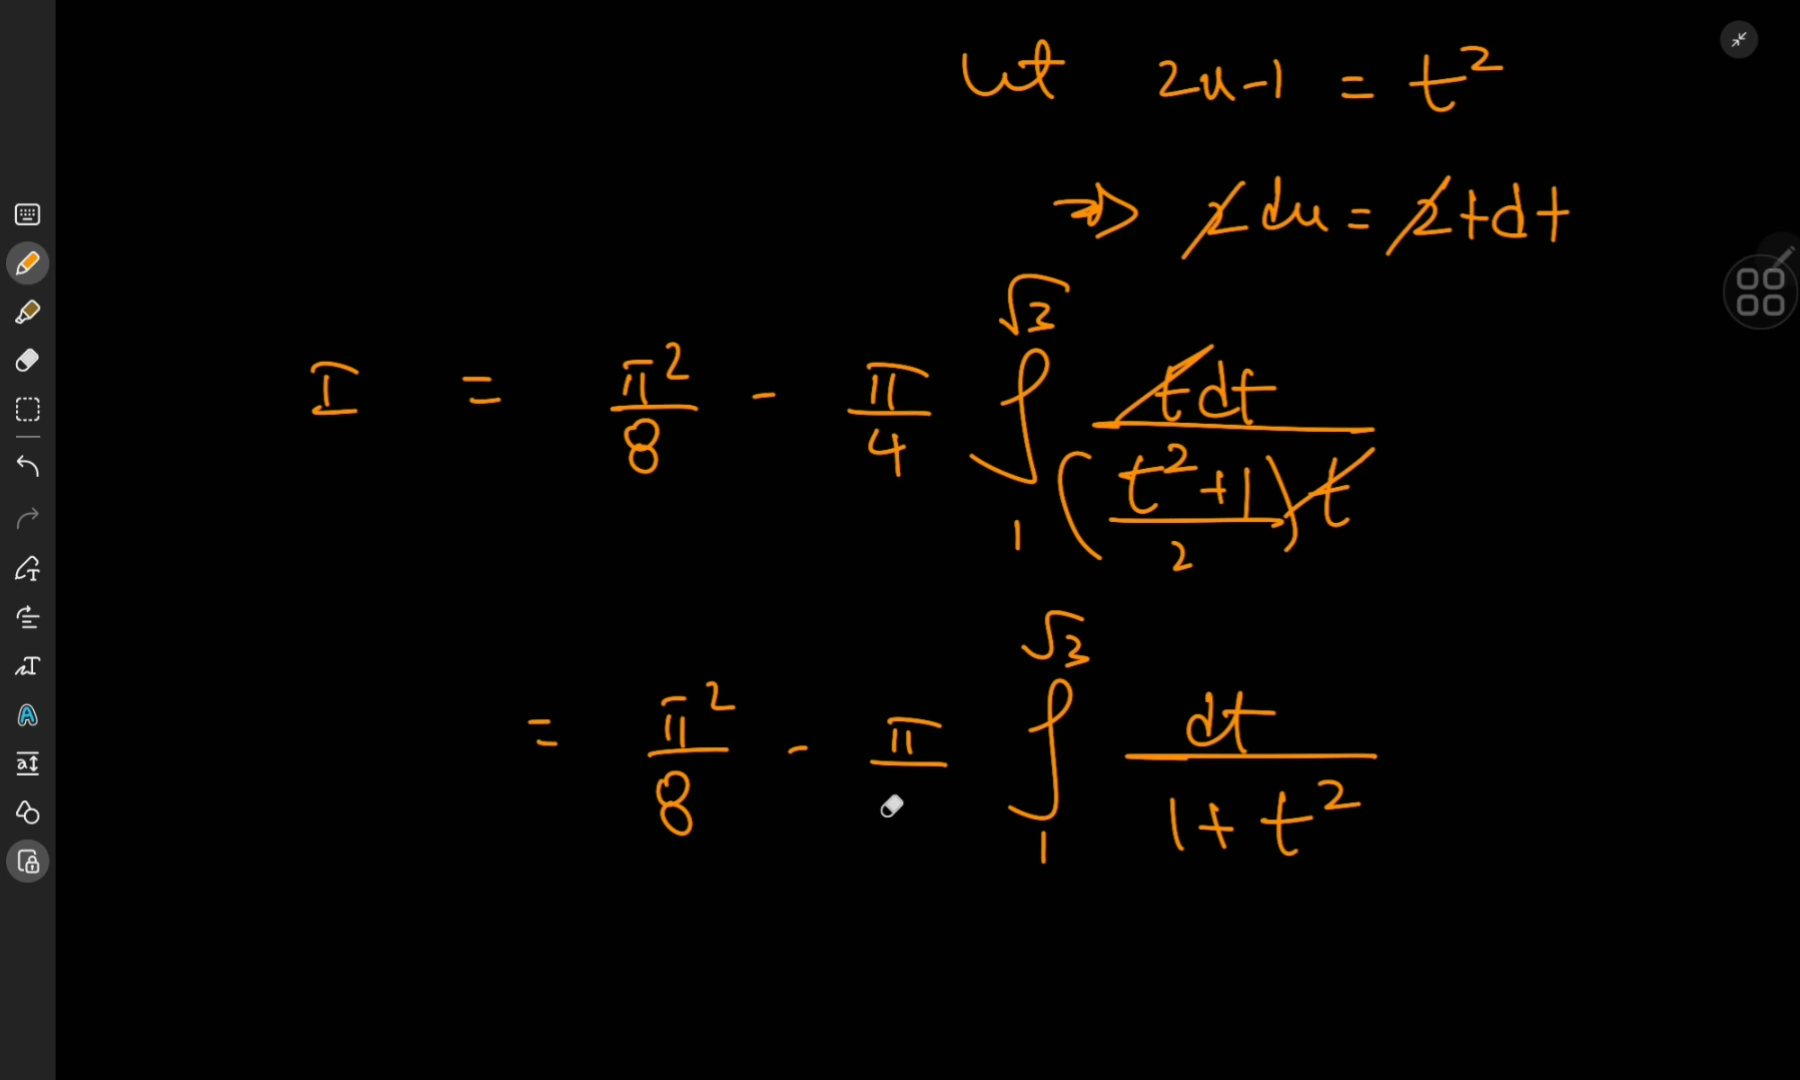 let 2u-1 = t²
⇒ 2du = 2tdt
I = π²/8 - π/4 ∫₁^√3 tdt/((t²+1)/2)t
= π²/8 - π/ ∫₁^√3 dt/1+t²